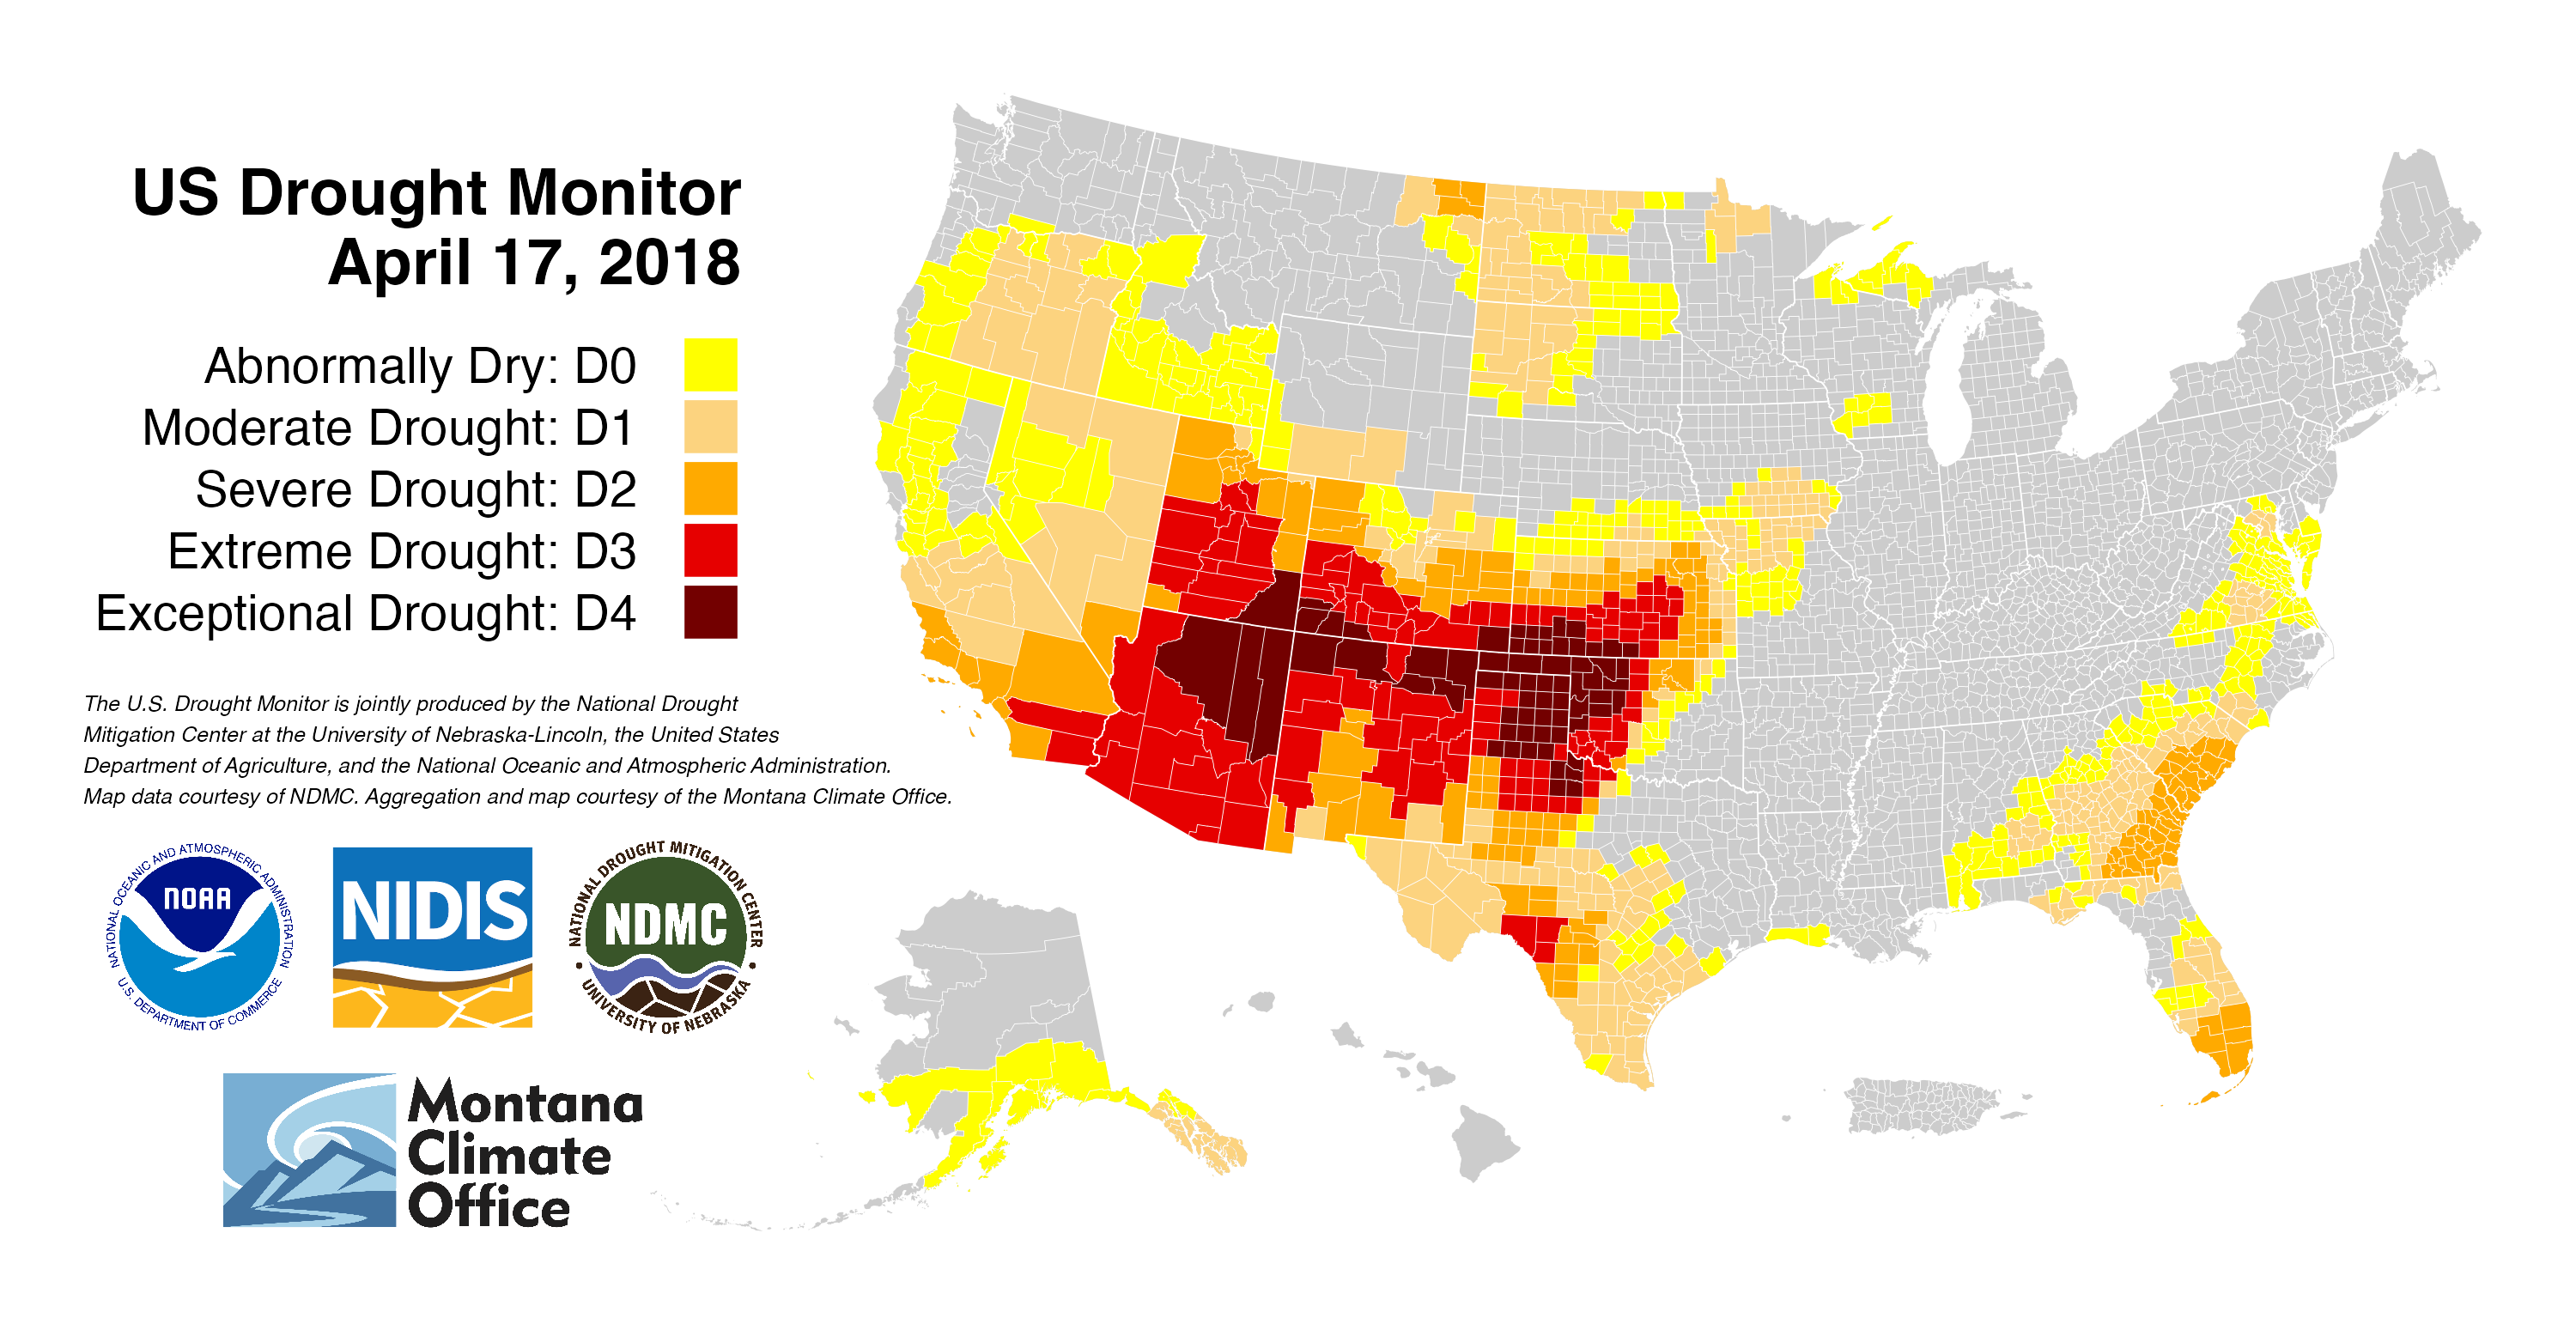 US Drought Monitor
April 17, 2018
Abnormally Dry: D0
Moderate Drought: D1
Severe Drought: D2
Extreme Drought: D3
Exceptional Drought: D4
The U.S. Drought Monitor is jointly produced by the National Drought
Mitigation Center at the University of Nebraska-Lincoln, the United States
Department of Agriculture, and the National Oceanic and Atmospheric Administration.
Map data courtesy of NDMC. Aggregation and map courtesy of the Montana Climate Office.
NATIONAL OCEANIC AND ATMOSPHERIC ADMINISTRATION
NOAA
U.S. DEPARTMENT OF COMMERCE
NIDIS
NATIONAL DROUGHT MITIGATION CENTER
NDMC
UNIVERSITY OF NEBRASKA
Montana
Climate
Office